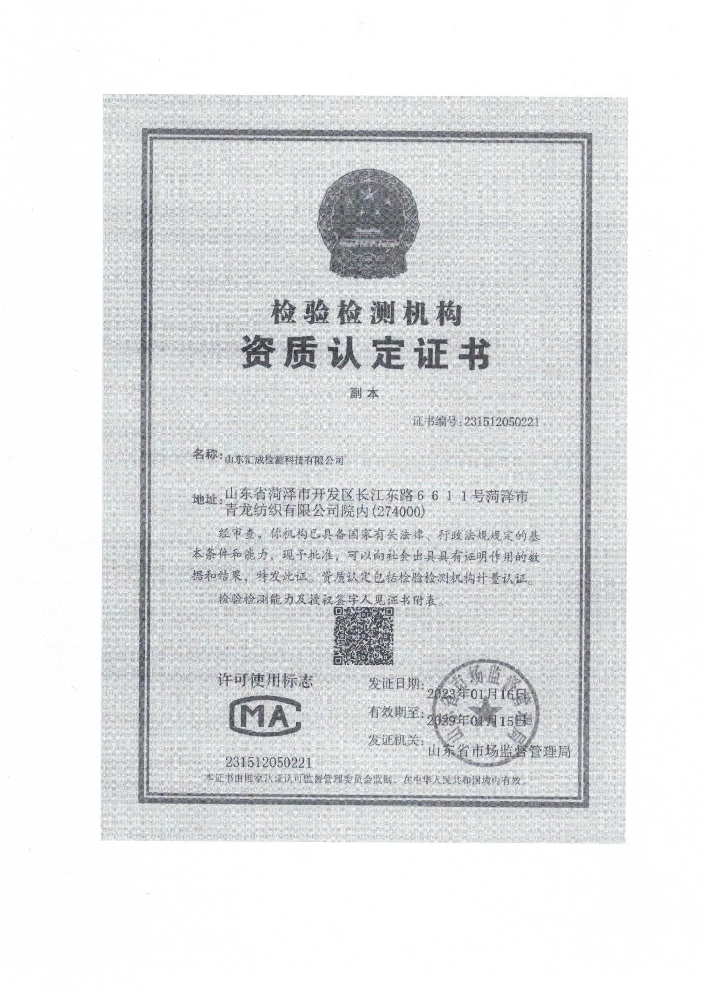 检验检测机构
资质认定证书
副本
证书编号:231512050221
名称:山东汇成检测科技有限公司
地址:山东省菏泽市开发区长江东路6611号菏泽市
青龙纺织有限公司院内(274000)
经审查，你机构已具备国家有关法律、行政法规规定的基
本条件和能力，现予批准，可以向社会出具具有证明作用的数
据和结果，特发此证。资质认定包括检验检测机构计量认证。
检验检测能力及授权签字人见证书附表。
许可使用标志
MA
231512050221
发证日期:2023年01月16日
有效期至:2029年01月15日
发证机关:山东省市场监督管理局
山东省市场监督管理局
本证书由国家认证认可监督管理委员会监制，在中华人民共和国境内有效。